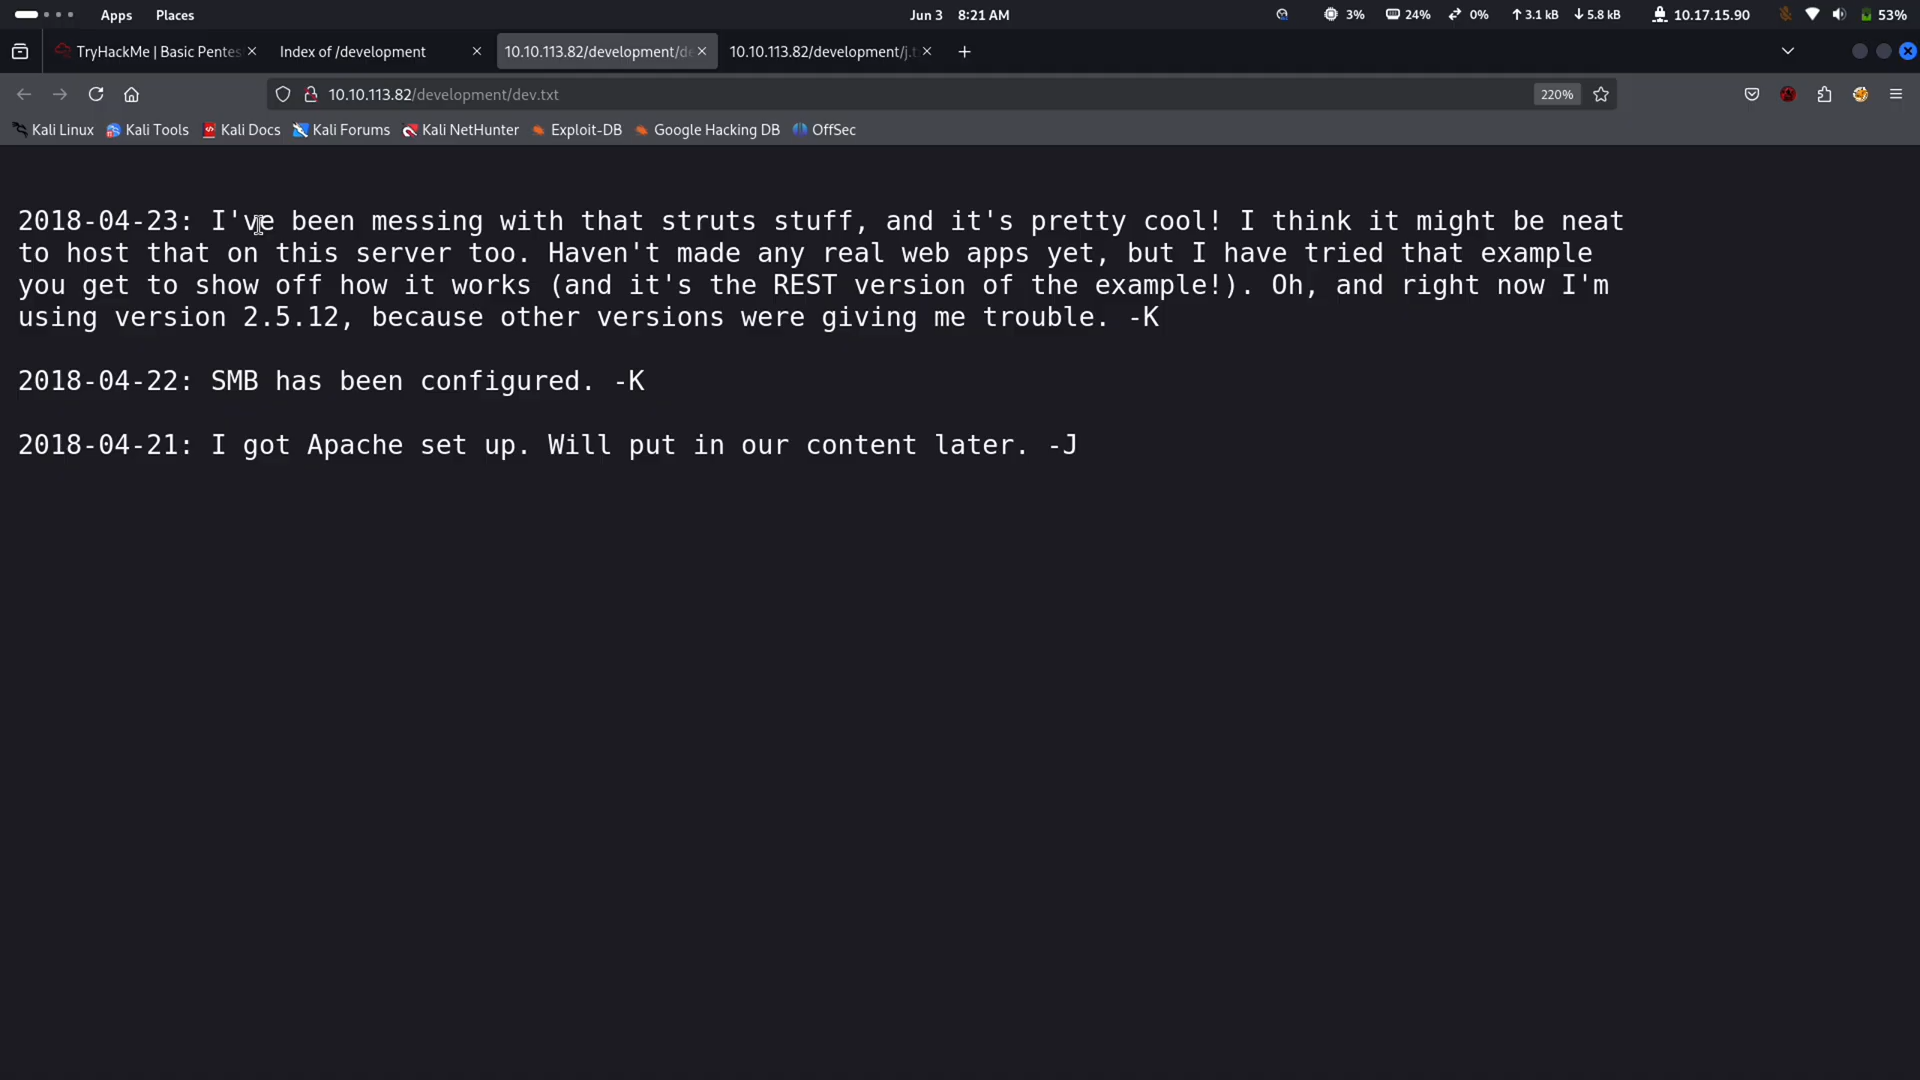 Apps Places Jun 3 8:21 AM 3% 24% 0% 3.1 kB 5.8 kB 10.17.15.90 53%
TryHackMe | Basic Pentes Index of /development 10.10.113.82/development/de 10.10.113.82/development/j.t
10.10.113.82/development/dev.txt 220%
Kali Linux Kali Tools Kali Docs Kali Forums Kali NetHunter Exploit-DB Google Hacking DB OffSec
2018-04-23: I've been messing with that struts stuff, and it's pretty cool! I think it might be neat
to host that on this server too. Haven't made any real web apps yet, but I have tried that example
you get to show off how it works (and it's the REST version of the example!). Oh, and right now I'm
using version 2.5.12, because other versions were giving me trouble. -K
2018-04-22: SMB has been configured. -K
2018-04-21: I got Apache set up. Will put in our content later. -J